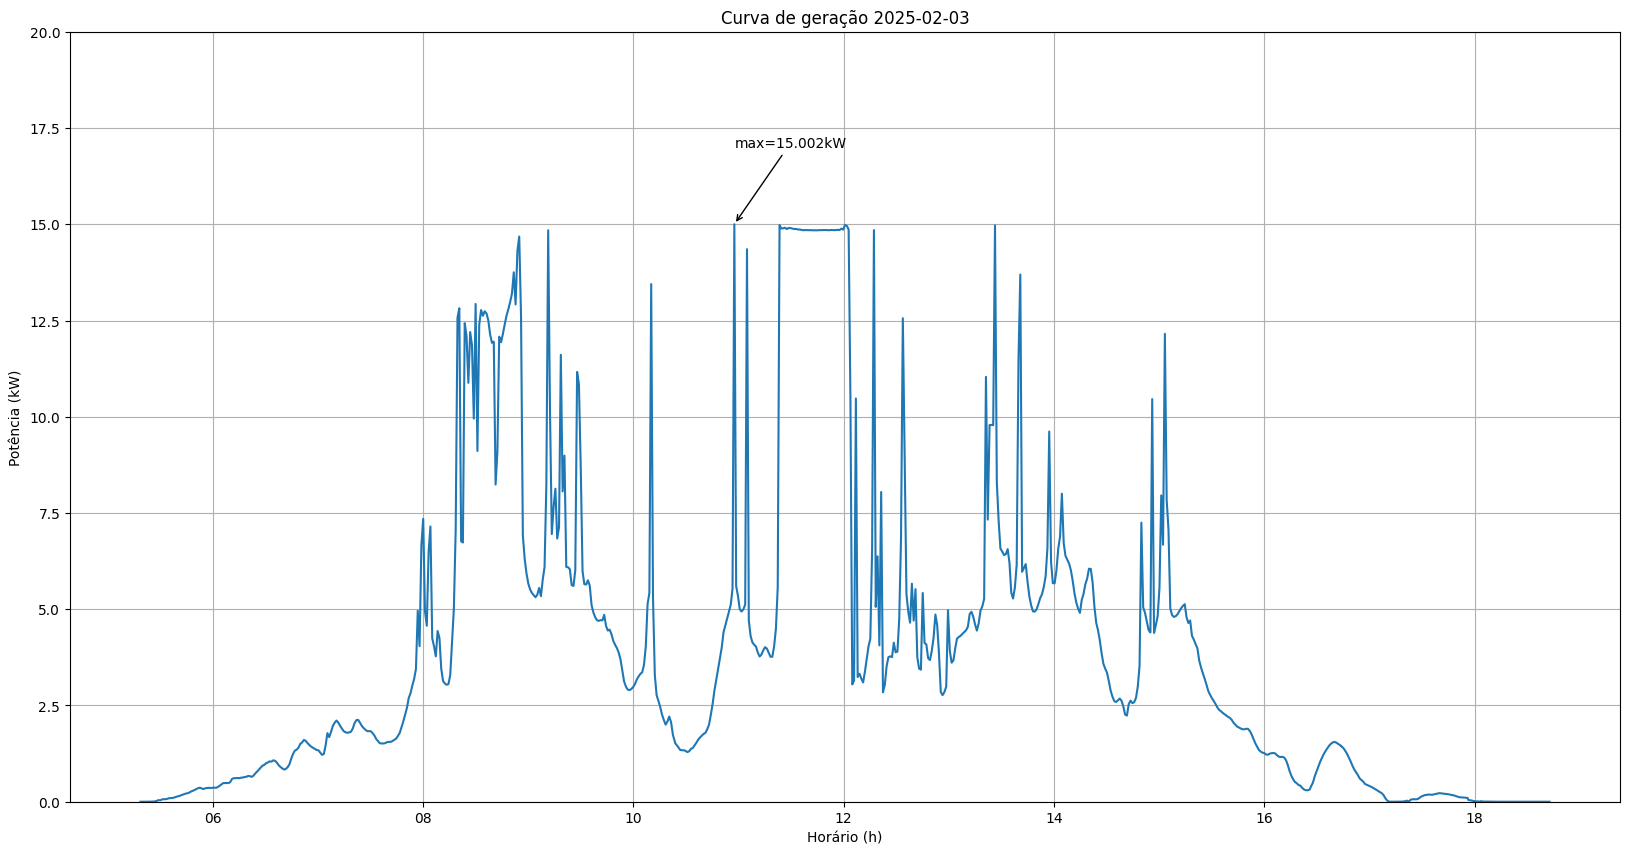 Curva de geração 2025-02-03
20.0
17.5
max=15.002kW
15.0
12.5
10.0
7.5
5.0
2.5
0.0
Potência (kW)
06 08 10 12 14 16 18
Horário (h)